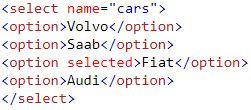 <select name="cars">
<option>Volvo</option>
<option>Saab</option>
<option selected>Fiat</option>
<option>Audi</option>
</select>